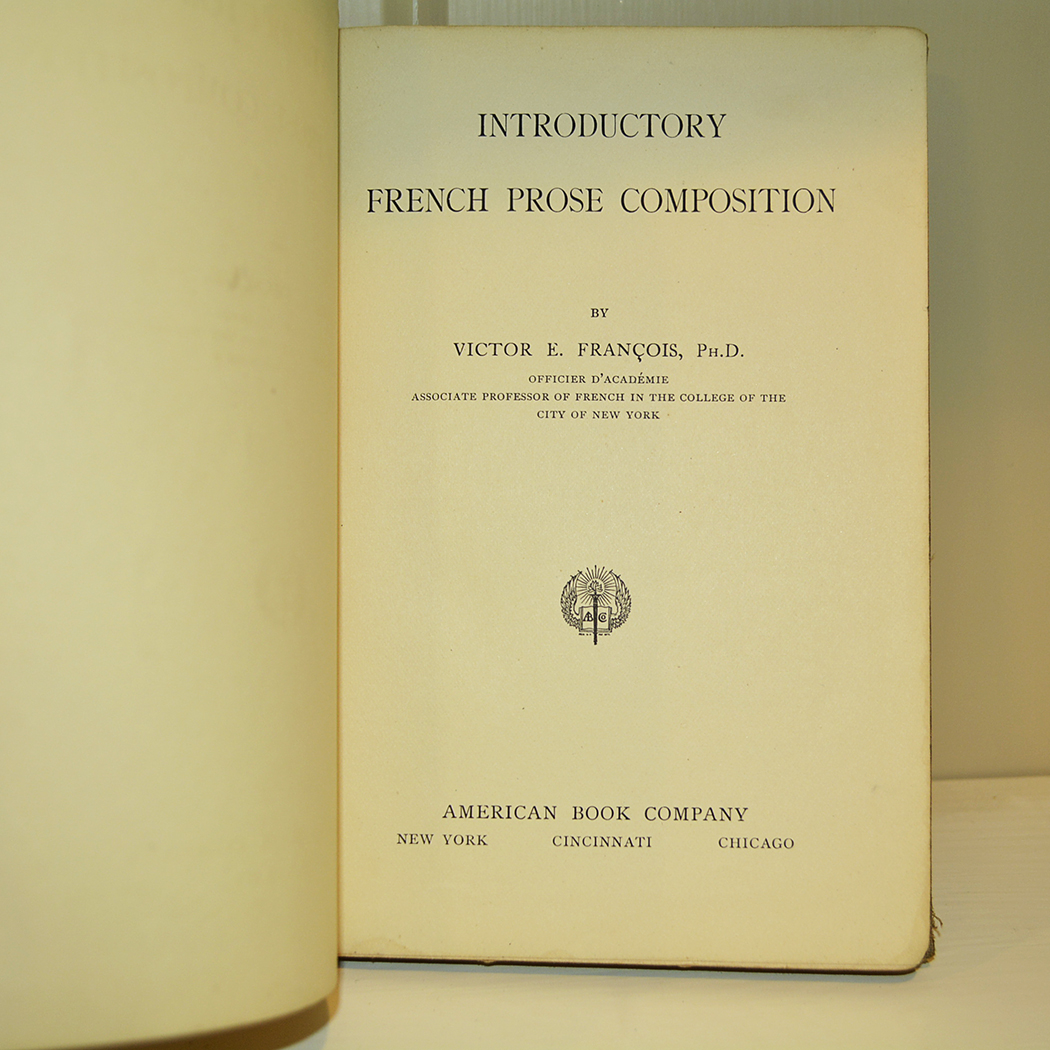 INTRODUCTORY
FRENCH PROSE COMPOSITION
BY
VICTOR E. FRANÇOIS, PH.D.
OFFICIER D'ACADÉMIE
ASSOCIATE PROFESSOR OF FRENCH IN THE COLLEGE OF THE
CITY OF NEW YORK
ABCo
AMERICAN BOOK COMPANY
NEW YORK CINCINNATI CHICAGO